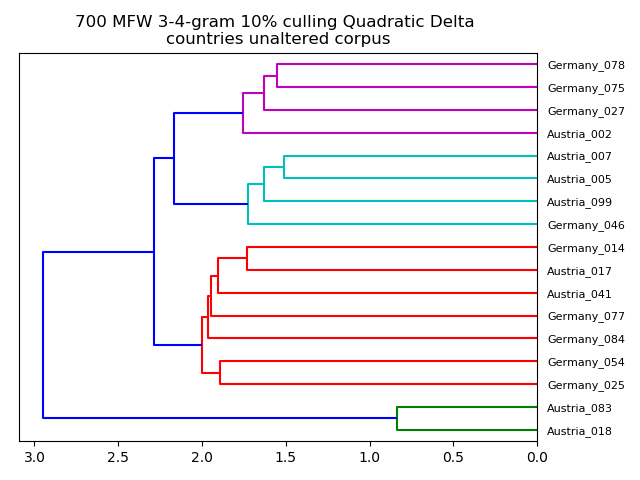 700 MFW 3-4-gram 10% culling Quadratic Delta
countries unaltered corpus
Germany_078
Germany_075
Germany_027
Austria_002
Austria_007
Austria_005
Austria_099
Germany_046
Germany_014
Austria_017
Austria_041
Germany_077
Germany_084
Germany_054
Germany_025
Austria_083
Austria_018
3.0 2.5 2.0 1.5 1.0 0.5 0.0